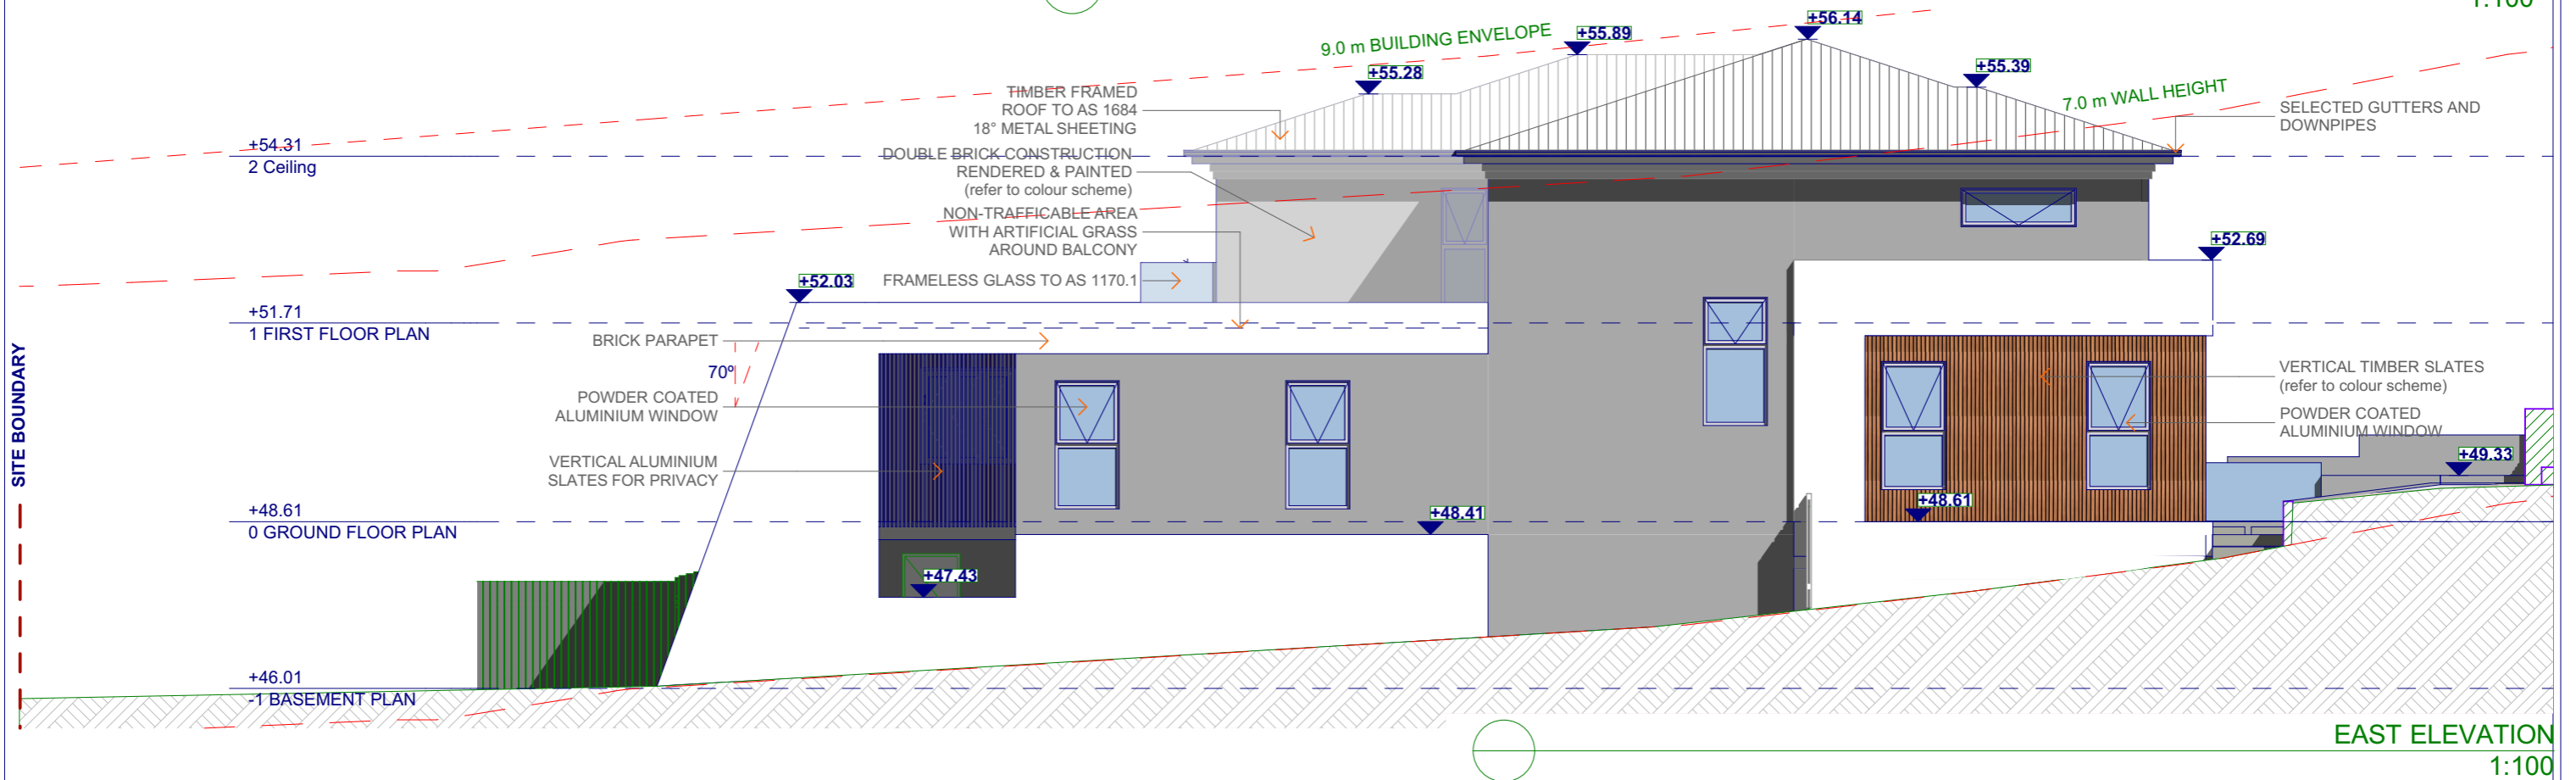 1:100
+56.14
9.0 m BUILDING ENVELOPE
+55.89
+55.28
+55.39
TIMBER FRAMED
ROOF TO AS 1684
18° METAL SHEETING
7.0 m WALL HEIGHT
SELECTED GUTTERS AND
DOWNPIPES
+54.31
2 Ceiling
DOUBLE BRICK CONSTRUCTION
RENDERED & PAINTED
(refer to colour scheme)
NON-TRAFFICABLE AREA
WITH ARTIFICIAL GRASS
AROUND BALCONY
+52.69
FRAMELESS GLASS TO AS 1170.1
+52.03
+51.71
1 FIRST FLOOR PLAN
BRICK PARAPET
70°
POWDER COATED
ALUMINIUM WINDOW
VERTICAL TIMBER SLATES
(refer to colour scheme)
POWDER COATED
ALUMINIUM WINDOW
SITE BOUNDARY
VERTICAL ALUMINIUM
SLATES FOR PRIVACY
+49.33
+48.61
0 GROUND FLOOR PLAN
+48.41
+48.61
+47.43
+46.01
-1 BASEMENT PLAN
EAST ELEVATION
1:100